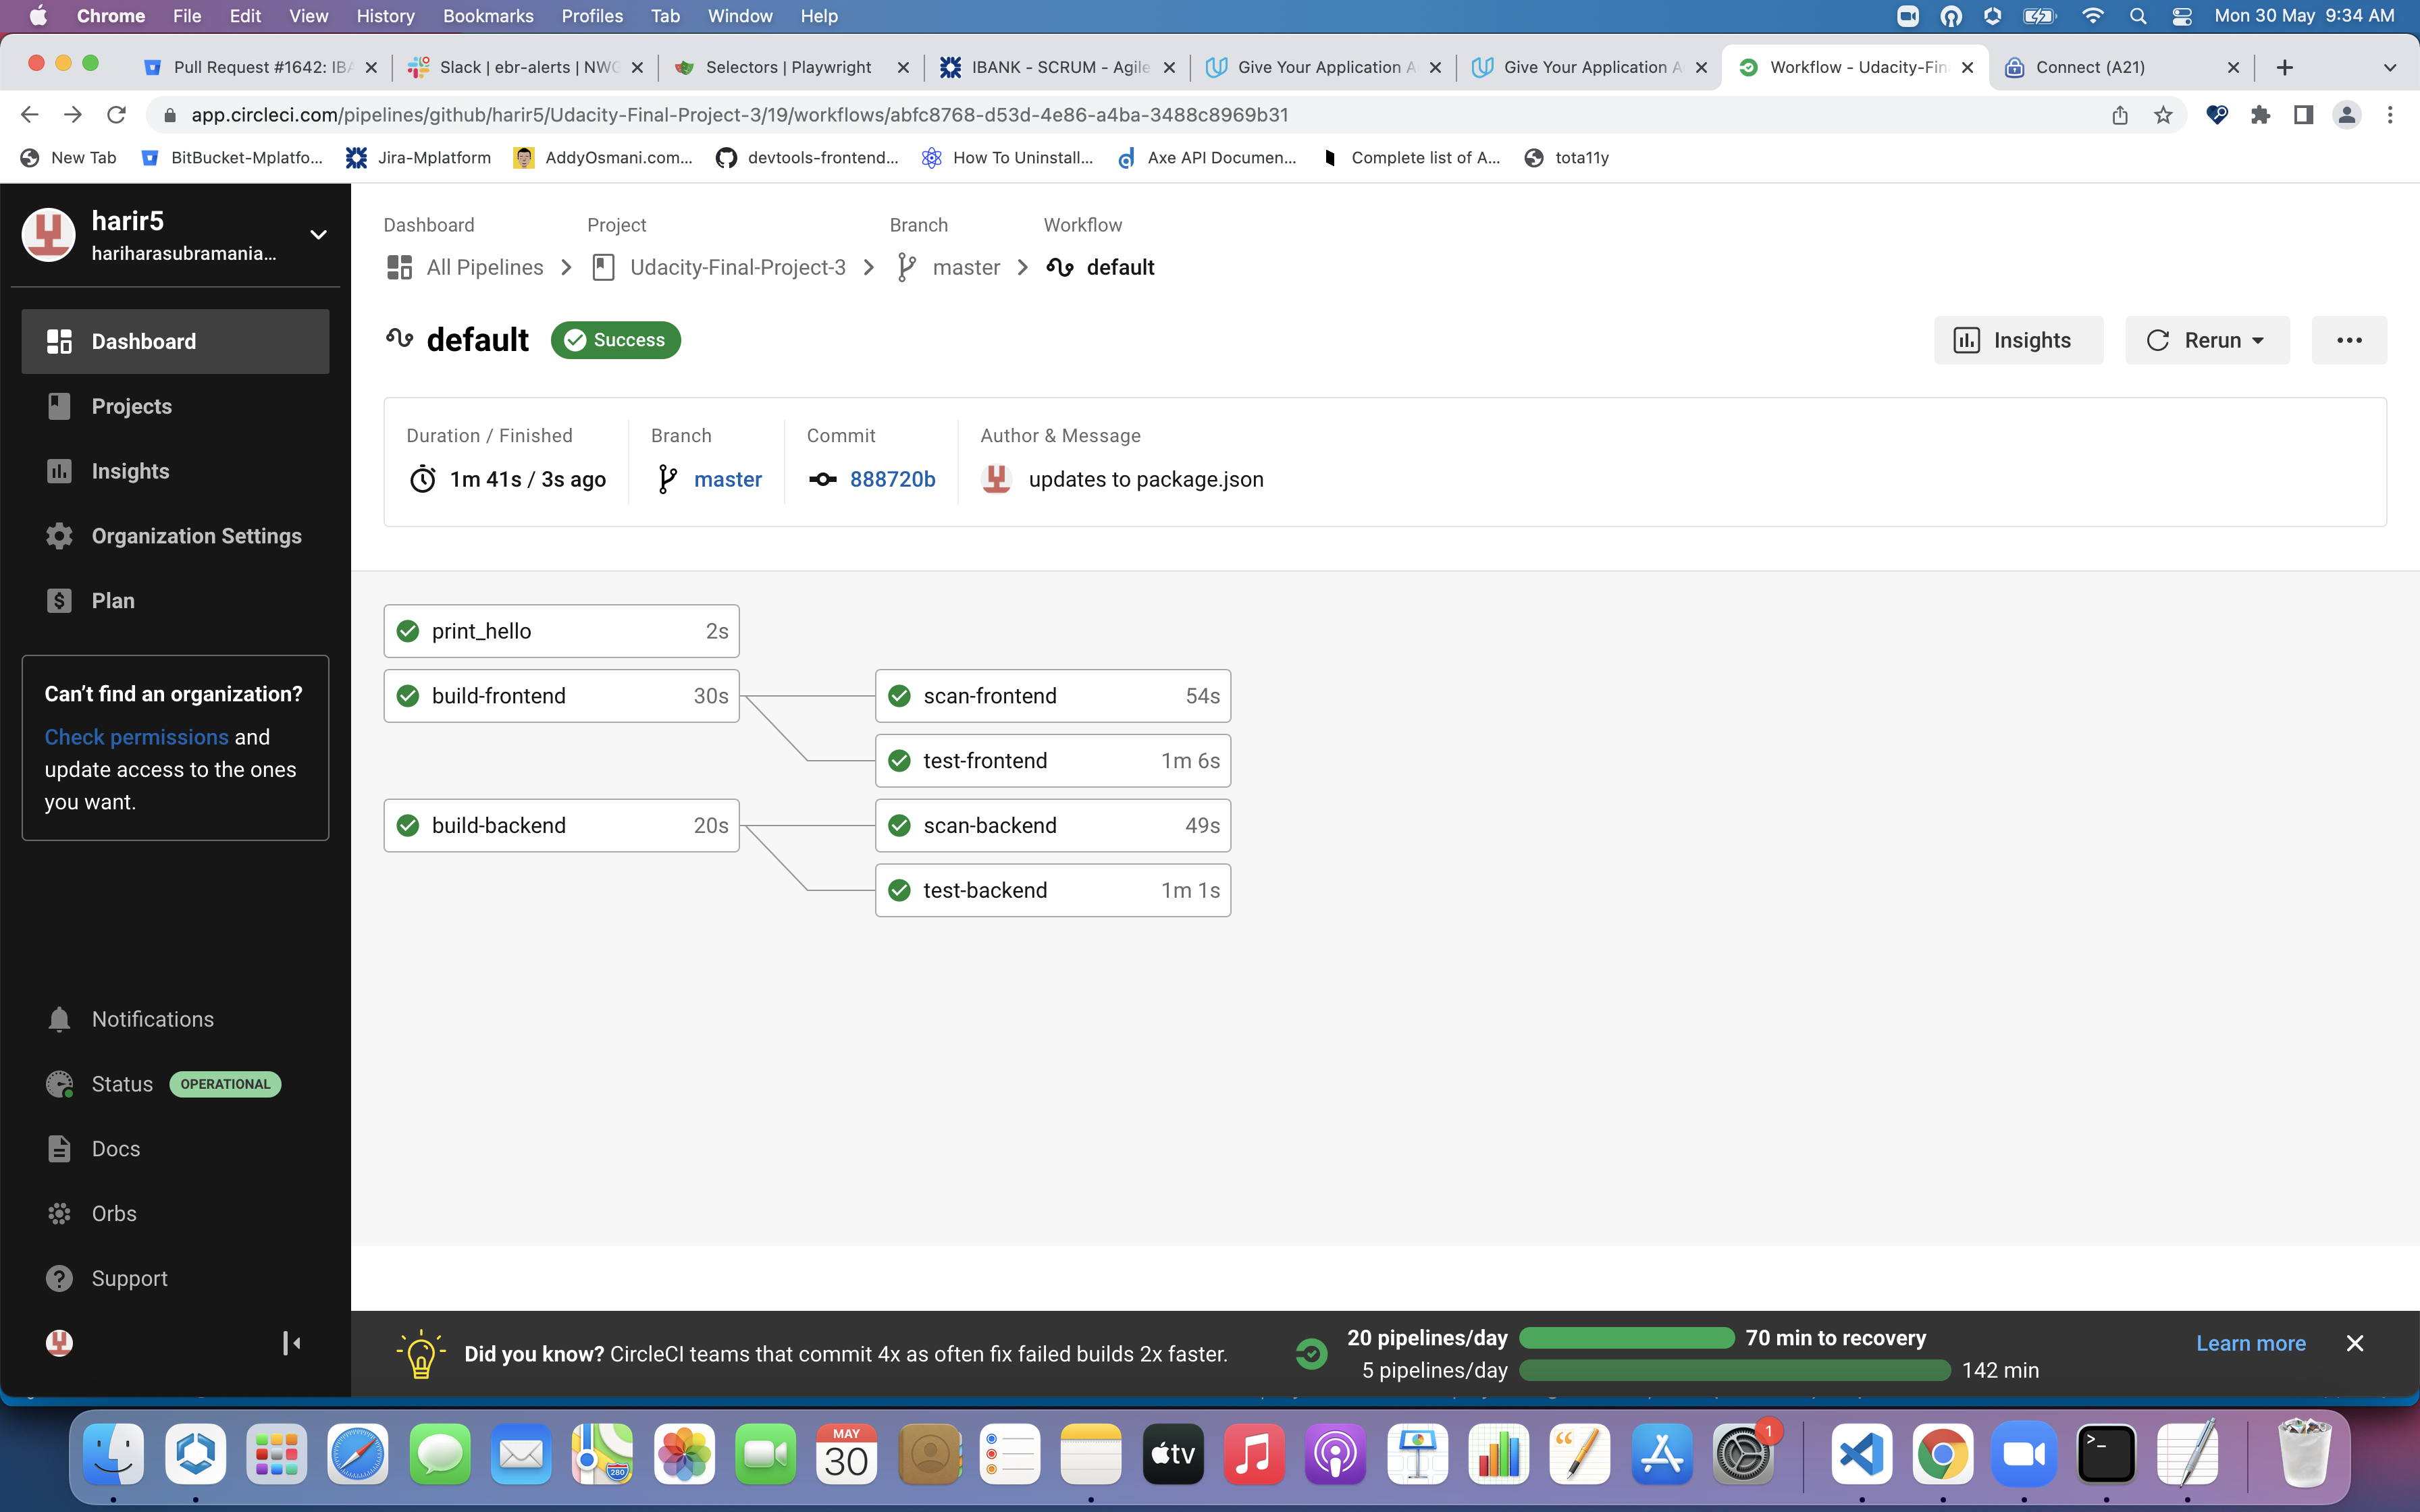 Chrome File Edit View History Bookmarks Profiles Tab Window Help Mon 30 May 9:34 AM
Pull Request #1642: IBA Slack | ebr-alerts | NWG Selectors | Playwright IBANK - SCRUM - Agile Give Your Application A Give Your Application A Workflow - Udacity-Fin Connect (A21)
app.circleci.com/pipelines/github/harir5/Udacity-Final-Project-3/19/workflows/abfc8768-d53d-4e86-a4ba-3488c8969b31
New Tab BitBucket-Mplatfo... Jira-Mplatform AddyOsmani.com... devtools-frontend... How To Uninstall... Axe API Documen... Complete list of A... tota11y
harir5
hariharasubramania...
Dashboard
Projects
Insights
Organization Settings
Plan
Can't find an organization?
Check permissions and
update access to the ones
you want.
Notifications
Status OPERATIONAL
Docs
Orbs
Support
Dashboard Project Branch Workflow
All Pipelines Udacity-Final-Project-3 master default
default Success Insights Rerun
Duration / Finished Branch Commit Author & Message
1m 41s / 3s ago master 888720b updates to package.json
print_hello 2s
build-frontend 30s scan-frontend 54s
test-frontend 1m 6s
build-backend 20s scan-backend 49s
test-backend 1m 1s
Did you know? CircleCI teams that commit 4x as often fix failed builds 2x faster.
20 pipelines/day 70 min to recovery
5 pipelines/day 142 min
Learn more
280
MAY
30
tv
1
>_